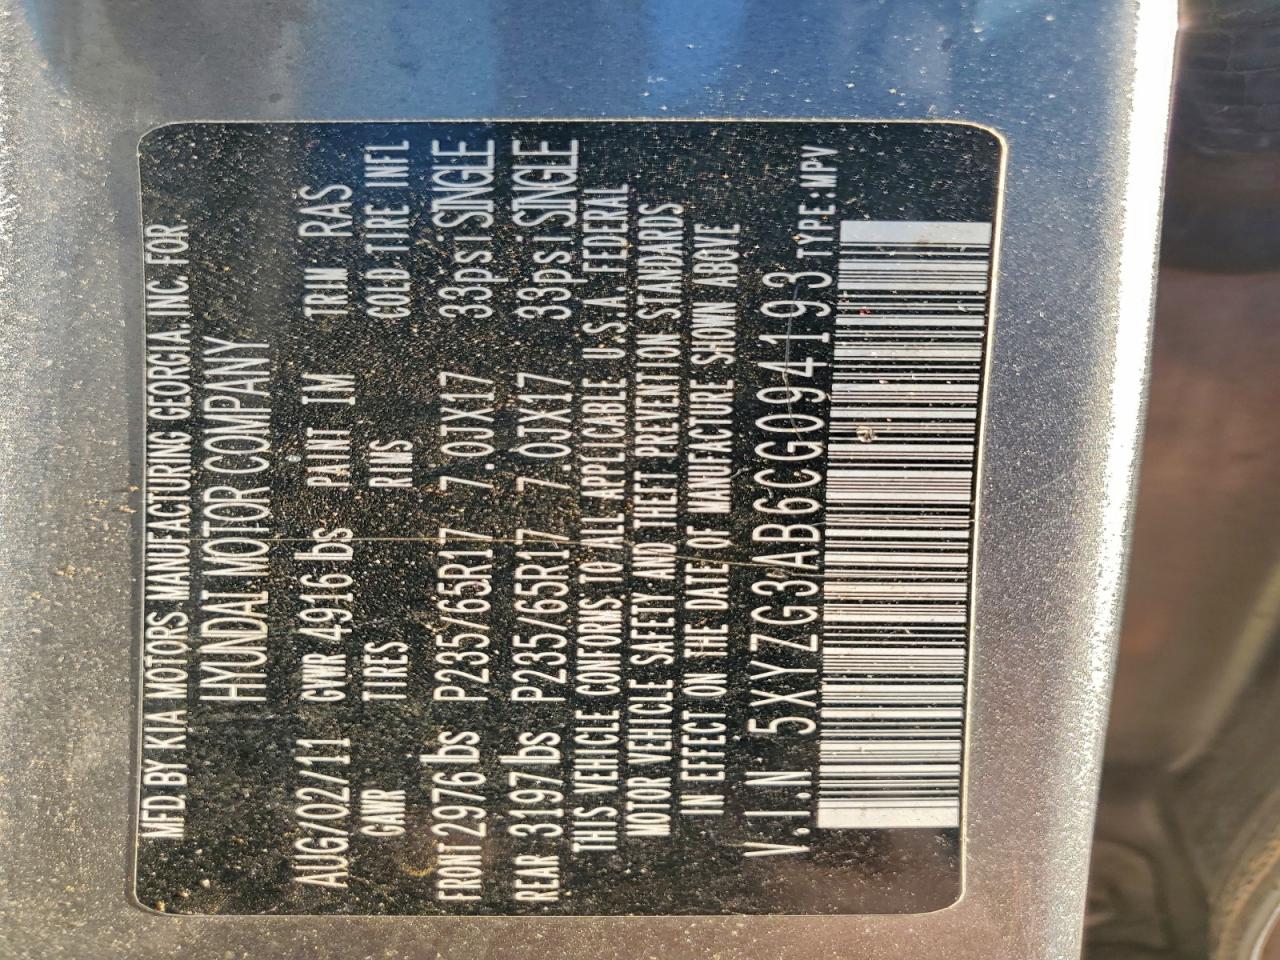 MFD.BY KIA MOTORS MANUFACTURING GEORGIA. INC. FOR
HYUNDAI MOTOR COMPANY
AUG/02/11 GVWR 4916 lbs PAINT IM TRIM RAS
GAWR TIRES RIMS COLD TIRE INFL
FRONT 2976 lbs P235/65R17 7.0JX17 33psi SINGLE
REAR 3197 lbs P235/65R17 7.0JX17 33psi SINGLE
THIS VEHICLE CONFORMS TO ALL APPLICABLE U.S.A FEDERAL
MOTOR VEHICLE SAFETY AND THEFT PREVENTION STANDARDS
IN EFFECT ON THE DATE OF MANUFACTURE SHOWN ABOVE
V.I.N 5XYZG3AB6CG094193 TYPE:MPV